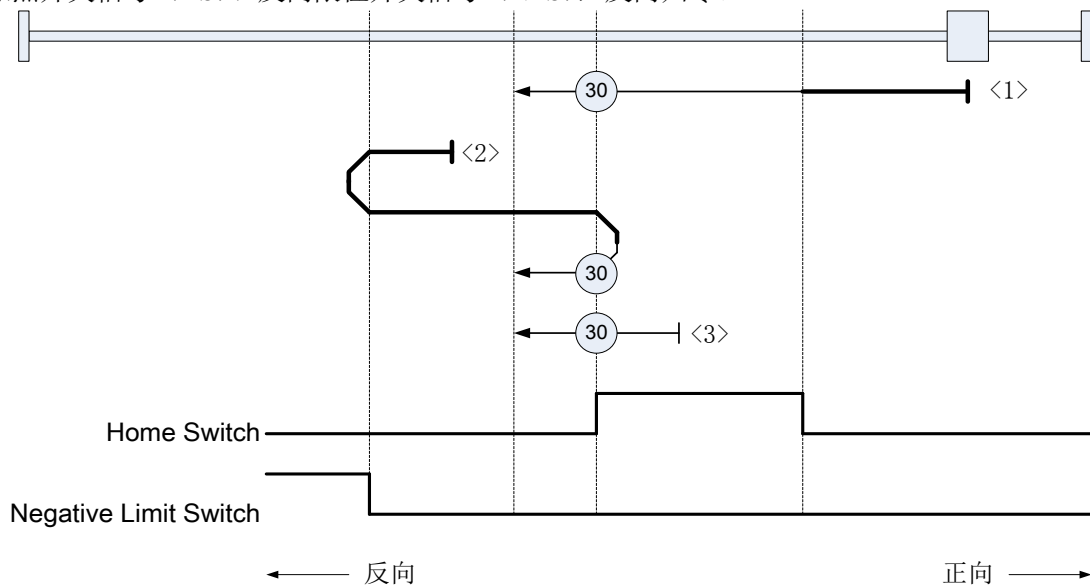 30
<1>
<2>
30
30
<3>
Home Switch
Negative Limit Switch
反向
正向